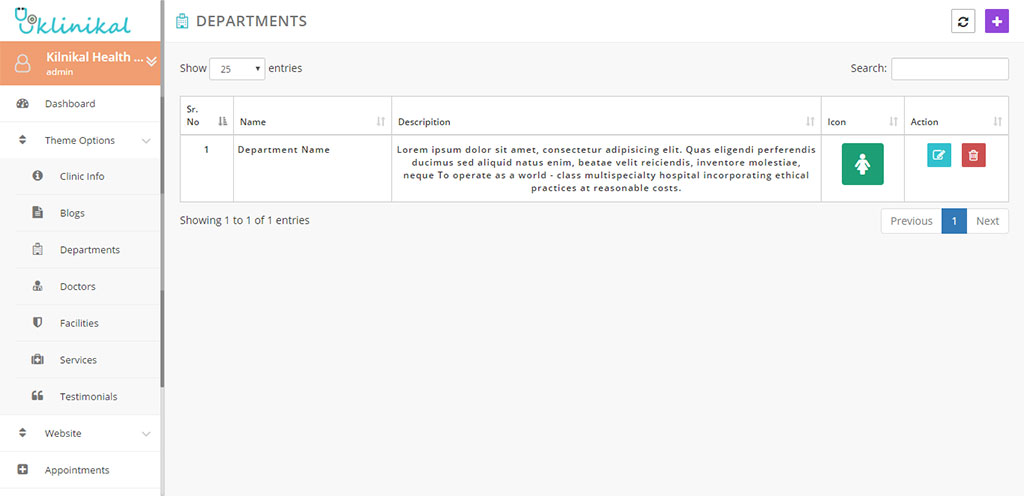 klinikal
DEPARTMENTS
Kilnikal Health ...
admin
Dashboard
Theme Options
Clinic Info
Blogs
Departments
Doctors
Facilities
Services
Testimonials
Website
Appointments
Show 25 entries
Search:
Sr. No Name Descripition Icon Action
1 Department Name
Lorem ipsum dolor sit amet, consectetur adipisicing elit. Quas eligendi perferendis
ducimus sed aliquid natus enim, beatae velit reiciendis, inventore molestiae,
neque To operate as a world - class multispecialty hospital incorporating ethical
practices at reasonable costs.
Showing 1 to 1 of 1 entries
Previous 1 Next